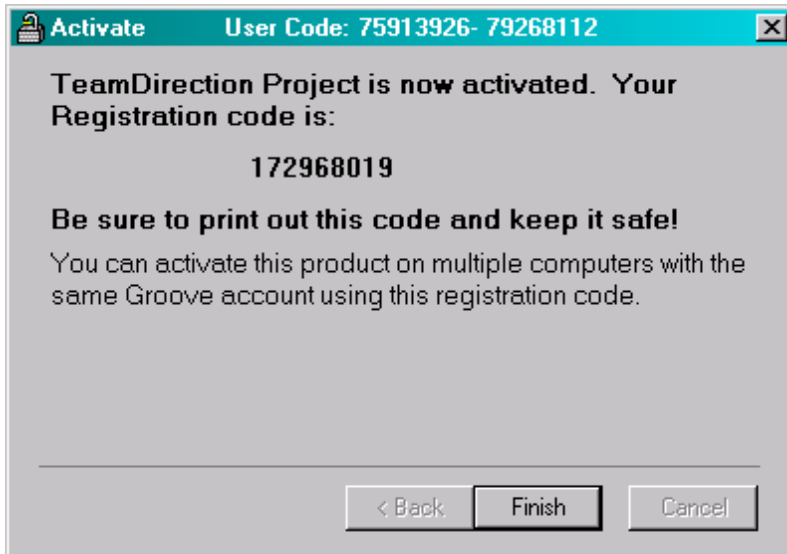 Activate User Code: 75913926- 79268112
TeamDirection Project is now activated. Your
Registration code is:
172968019
Be sure to print out this code and keep it safe!
You can activate this product on multiple computers with the
same Groove account using this registration code.
< Back Finish Cancel